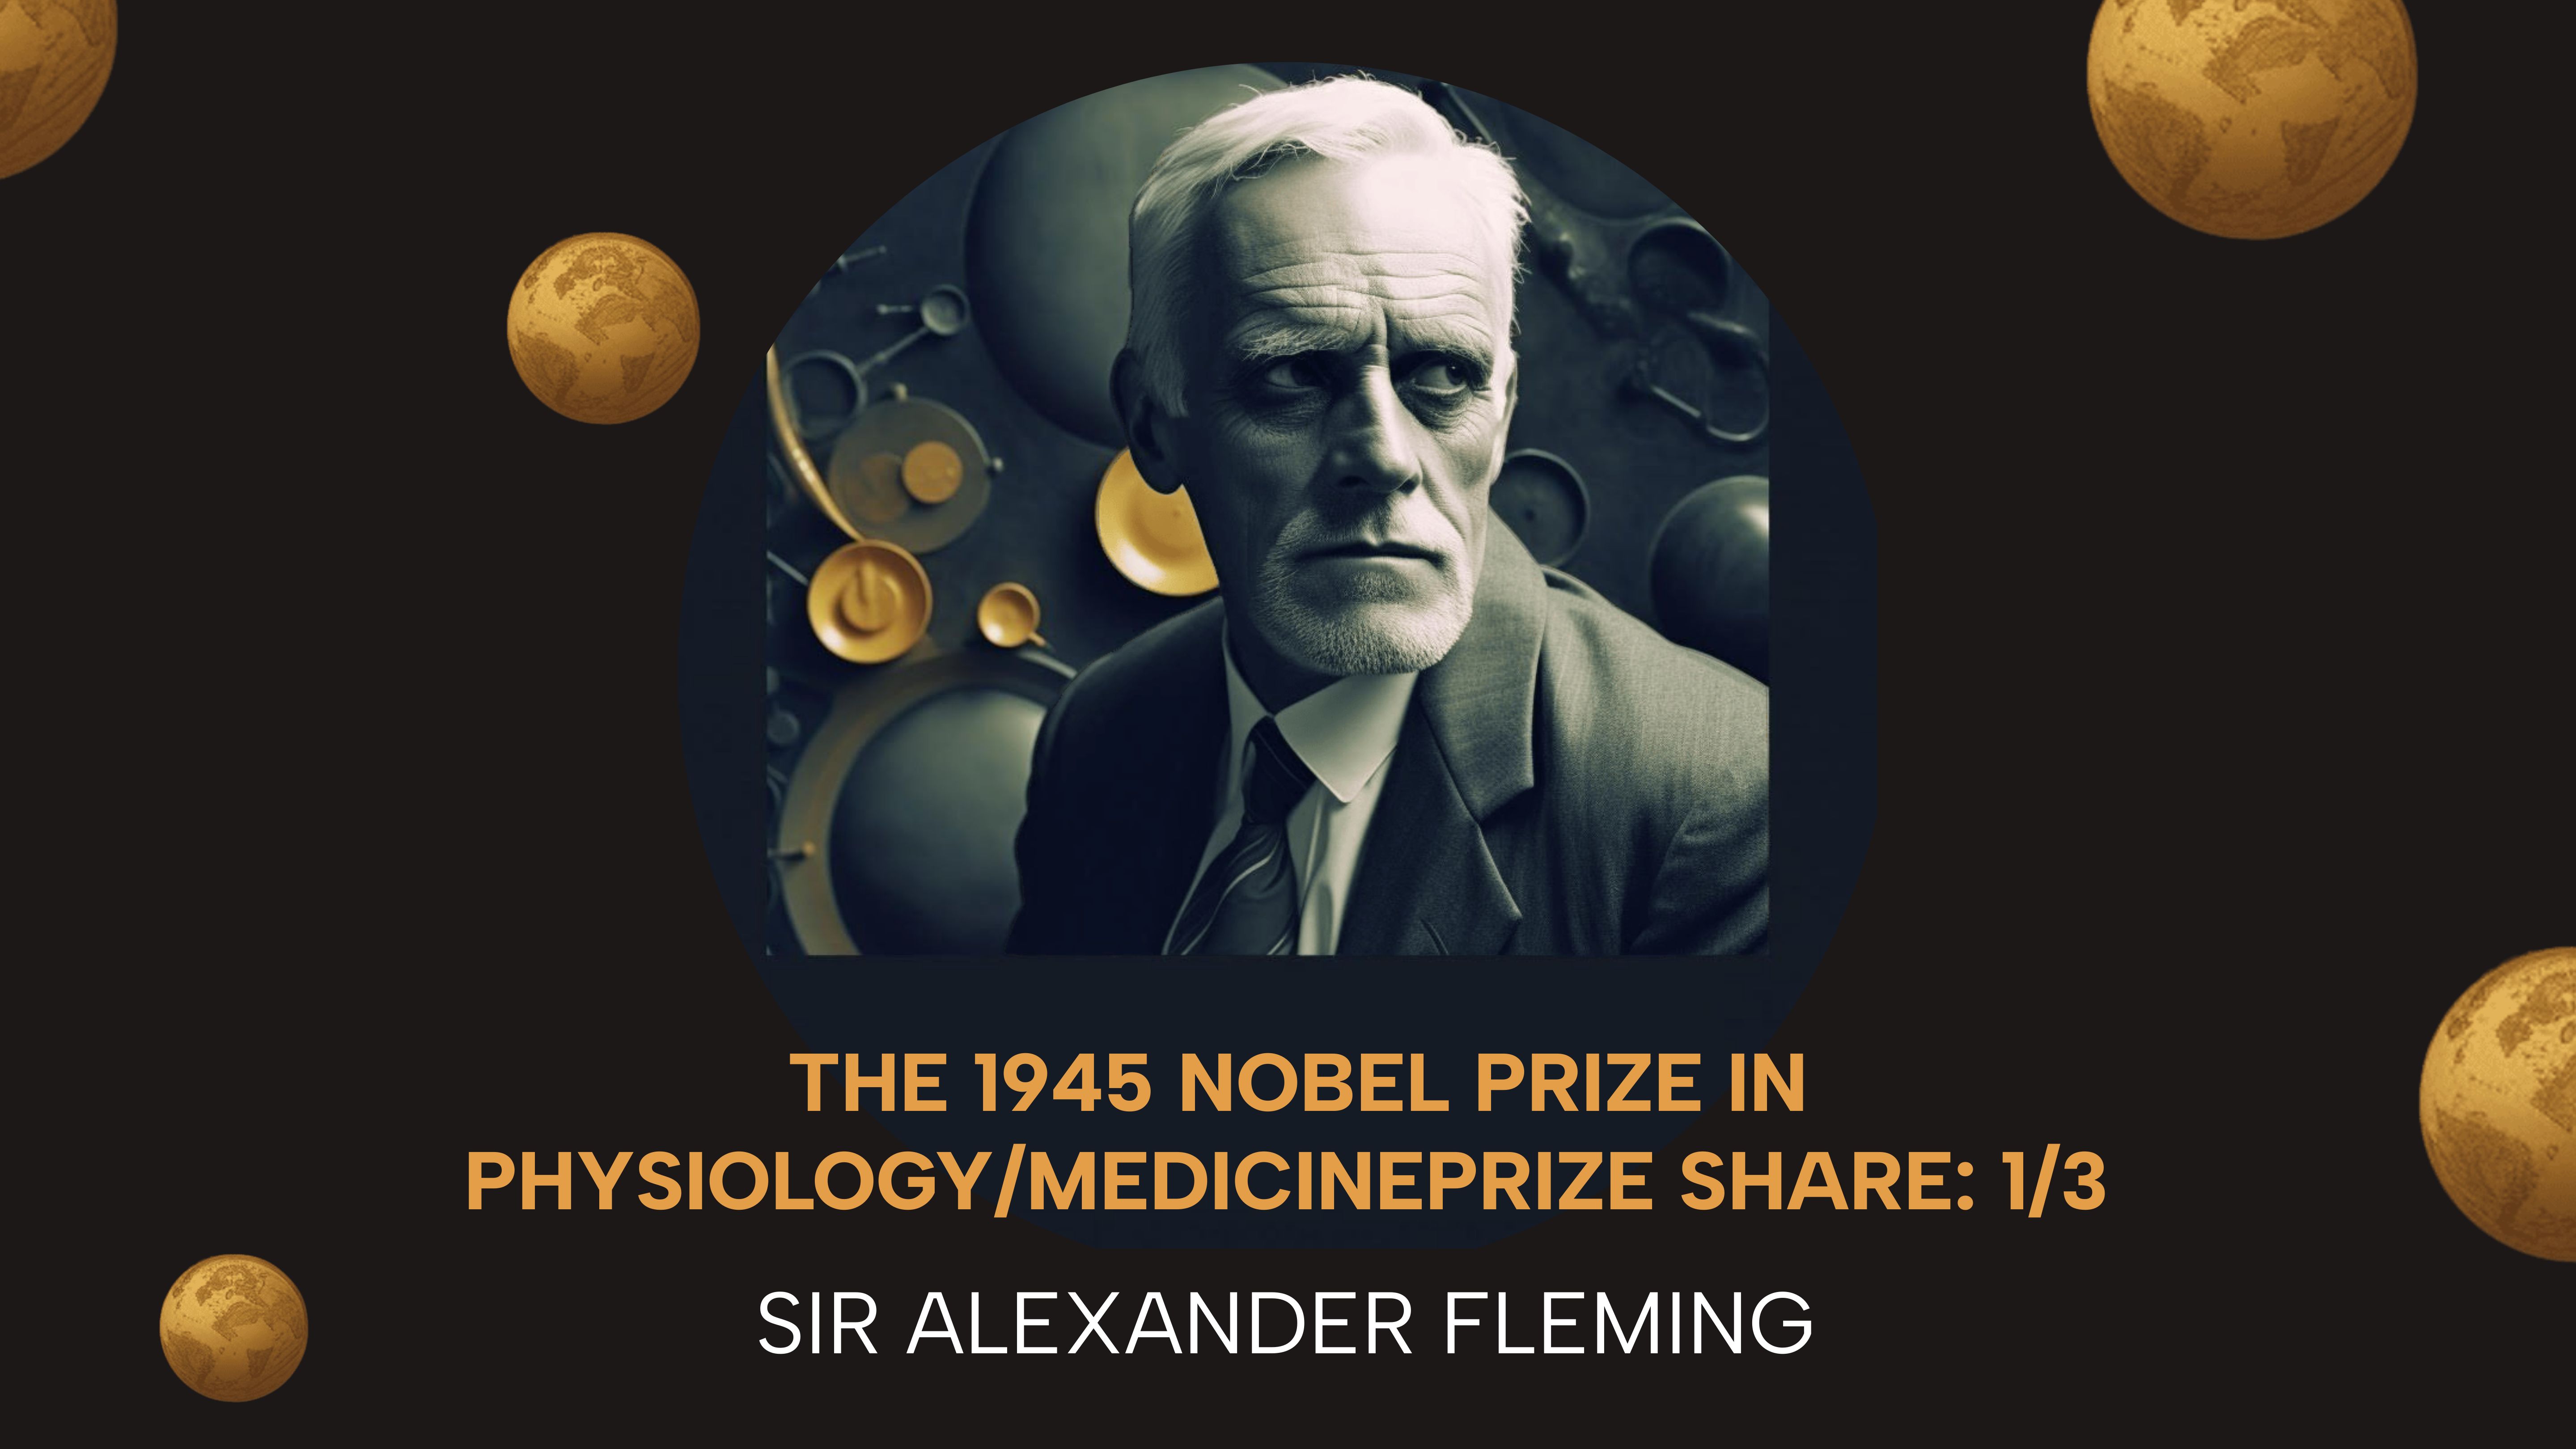 THE 1945 NOBEL PRIZE IN
PHYSIOLOGY/MEDICINEPRIZE SHARE: 1/3
SIR ALEXANDER FLEMING